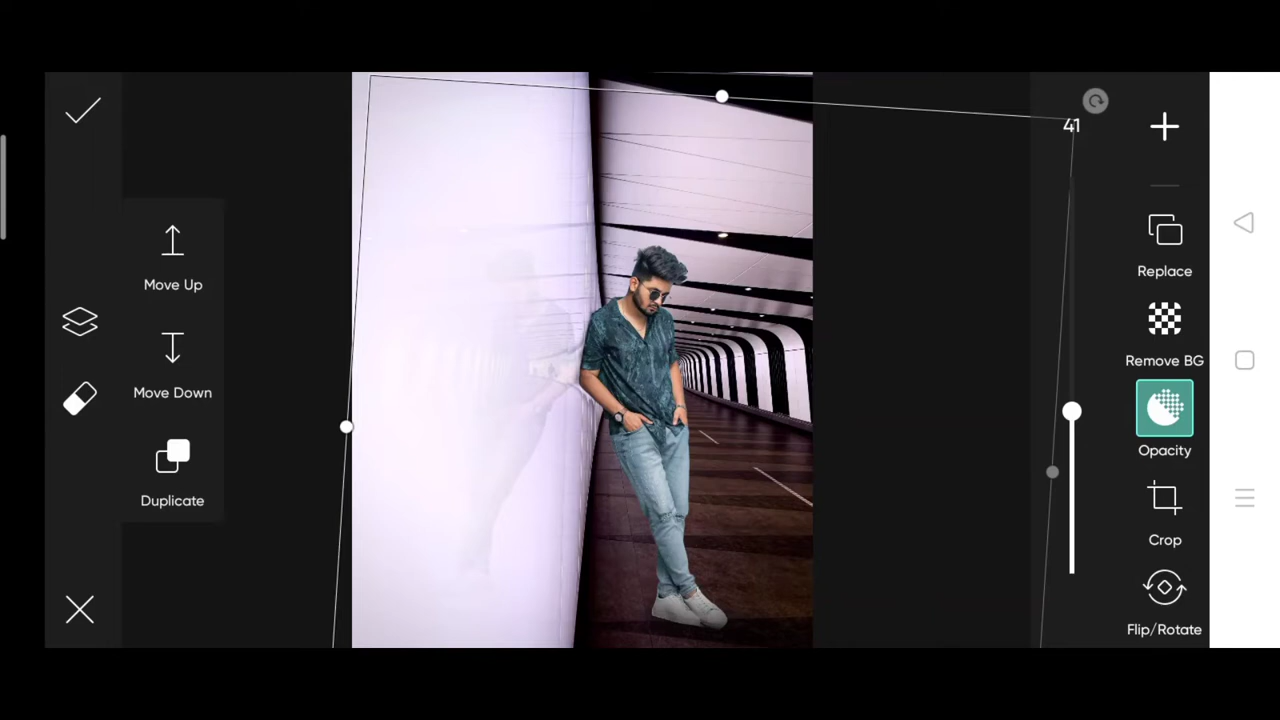 41
Move Up
Move Down
Duplicate
Replace
Remove BG
Opacity
Crop
Flip/Rotate